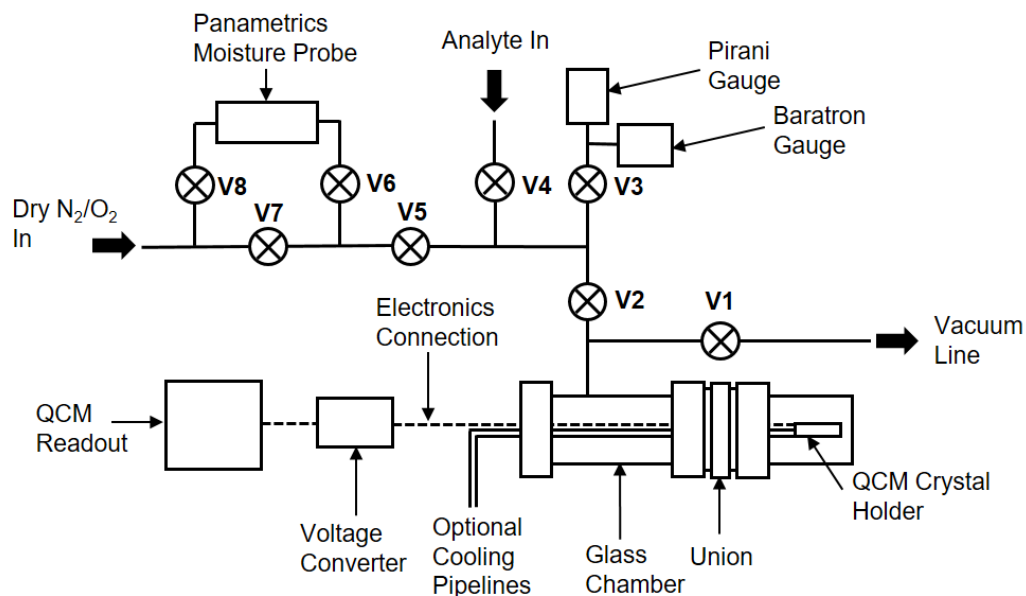 Panametrics
Moisture Probe
Analyte In
Pirani
Gauge
Baratron
Gauge
V8
V6
V4
V3
Dry N₂/O₂
In
V7
V5
V2
V1
Electronics
Connection
Vacuum
Line
QCM
Readout
QCM Crystal
Holder
Voltage
Converter
Optional
Cooling
Pipelines
Glass
Chamber
Union